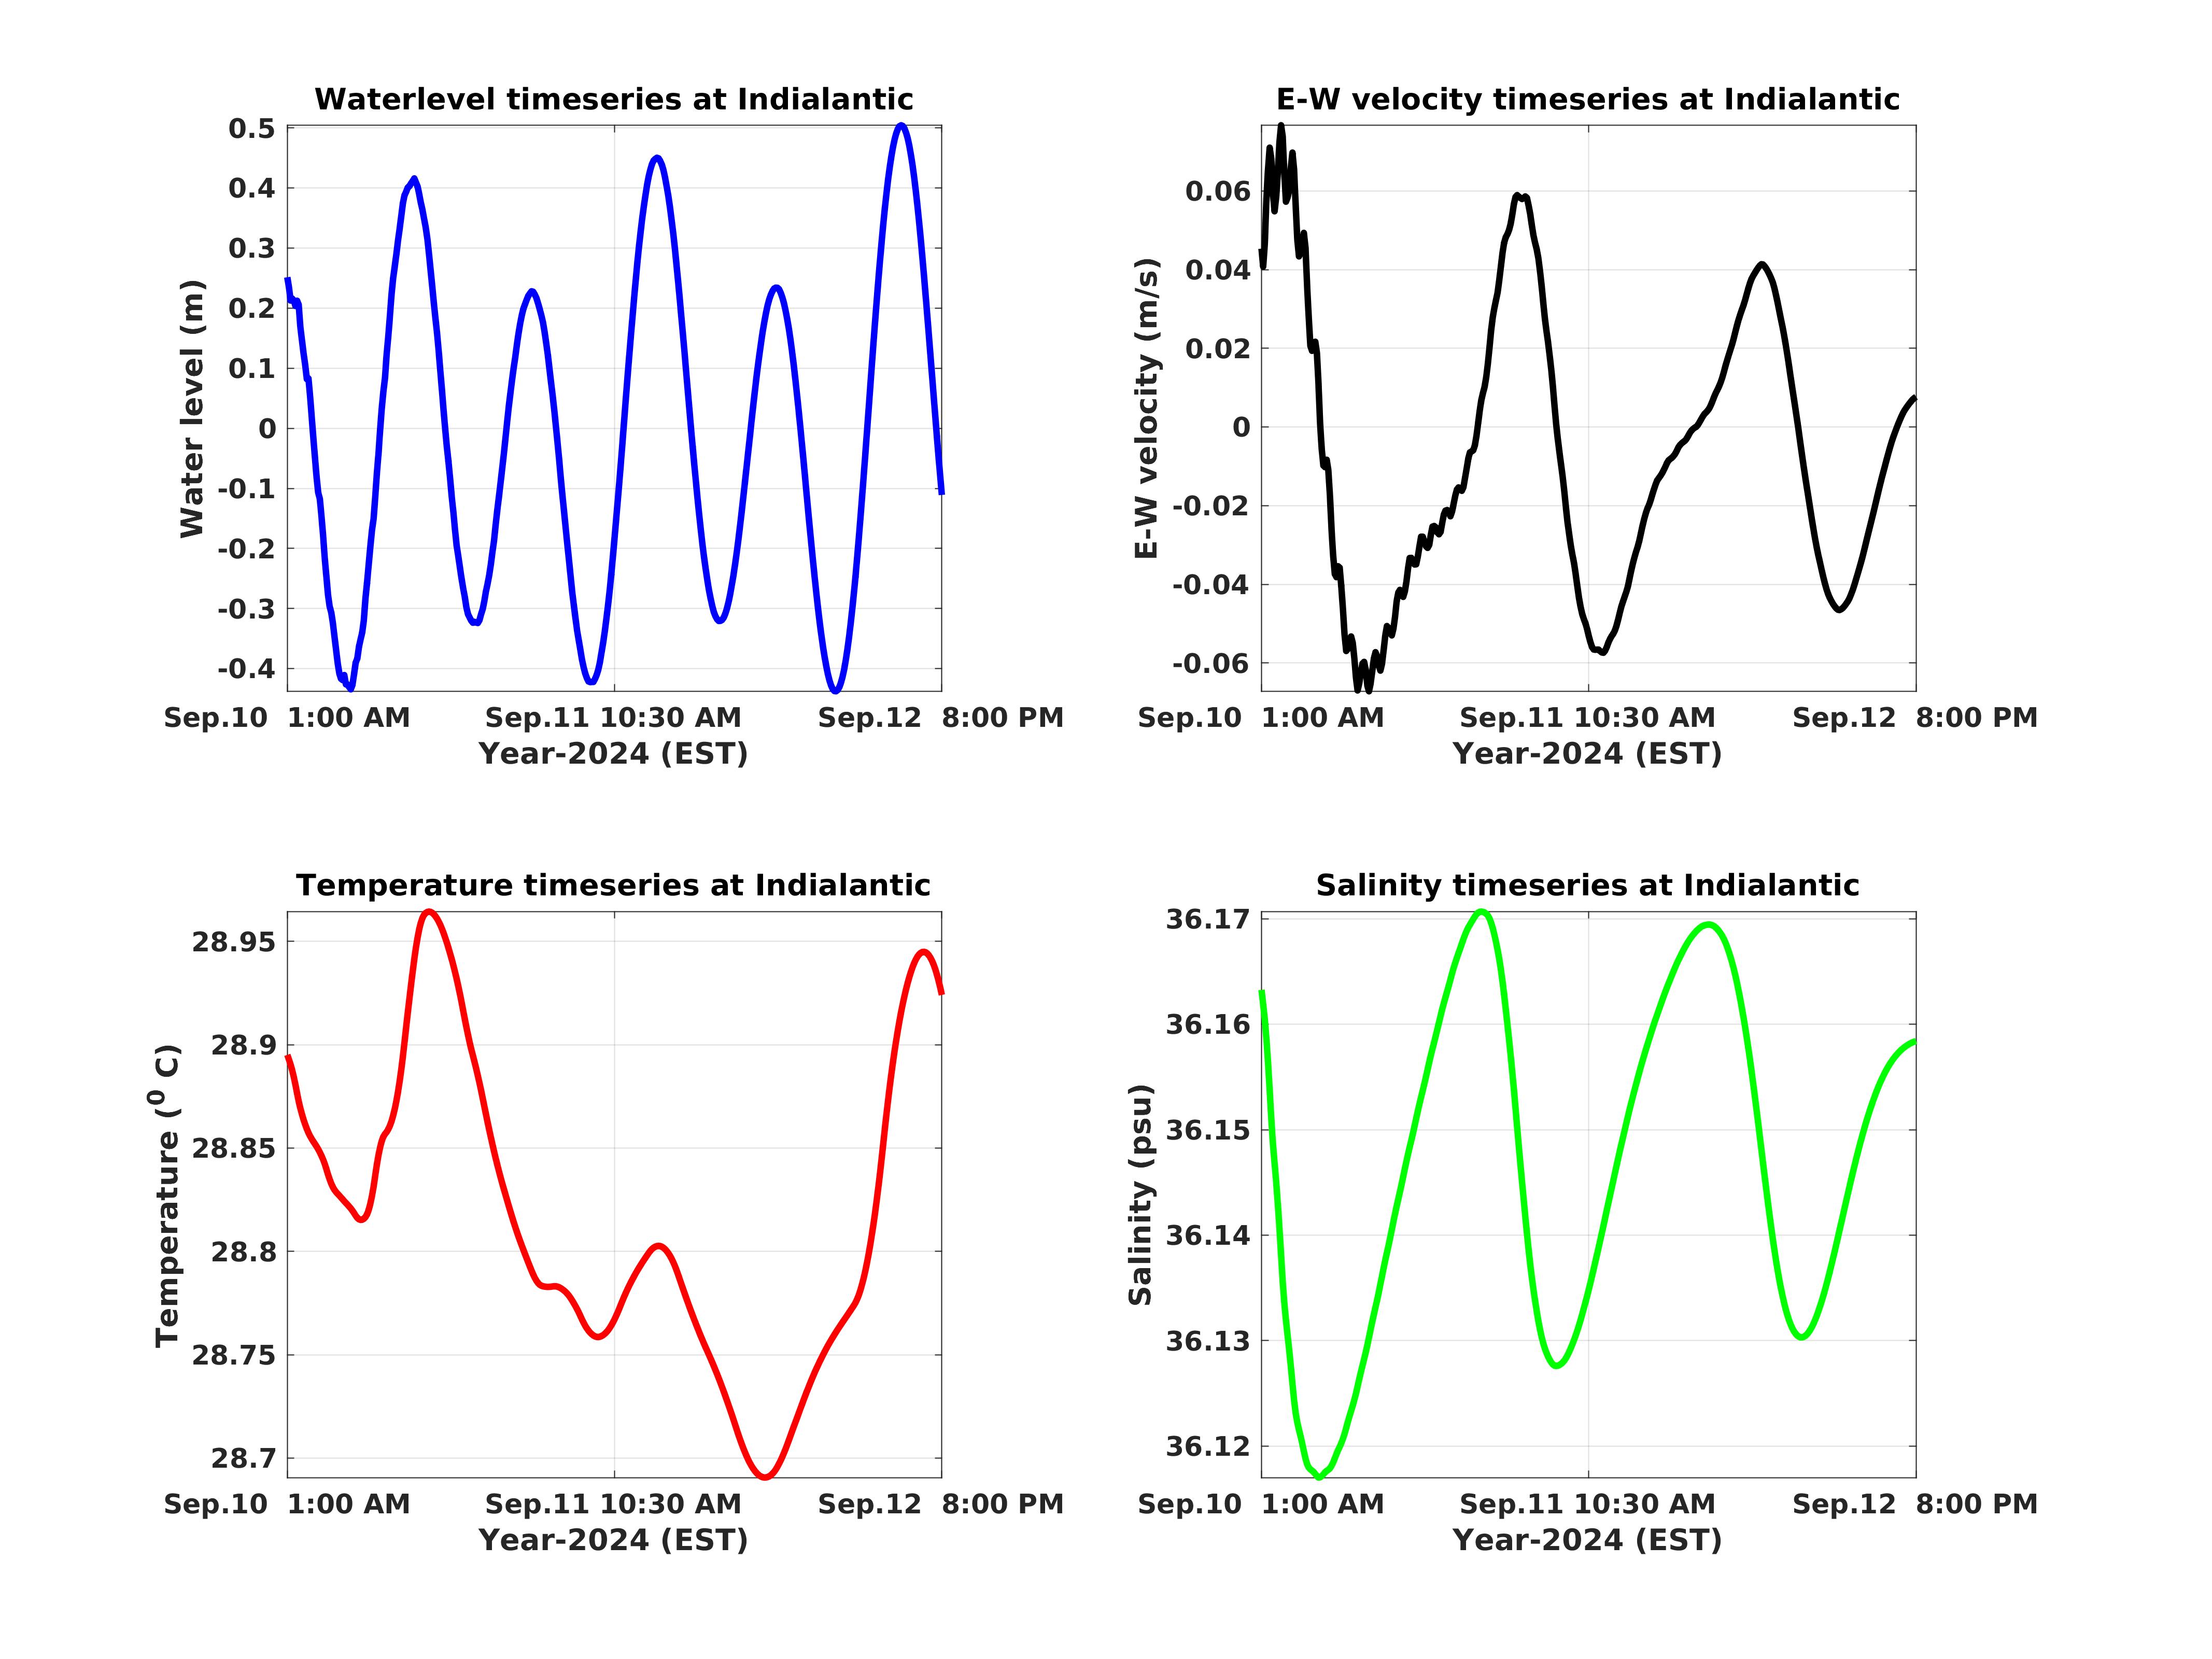 Waterlevel timeseries at Indialantic
Water level (m)
0.5
0.4
0.3
0.2
0.1
0
-0.1
-0.2
-0.3
-0.4
Sep.10 1:00 AM Sep.11 10:30 AM Sep.12 8:00 PM
Year-2024 (EST)
E-W velocity timeseries at Indialantic
E-W velocity (m/s)
0.06
0.04
0.02
0
-0.02
-0.04
-0.06
Sep.10 1:00 AM Sep.11 10:30 AM Sep.12 8:00 PM
Year-2024 (EST)
Temperature timeseries at Indialantic
Temperature (⁰ C)
28.95
28.9
28.85
28.8
28.75
28.7
Sep.10 1:00 AM Sep.11 10:30 AM Sep.12 8:00 PM
Year-2024 (EST)
Salinity timeseries at Indialantic
Salinity (psu)
36.17
36.16
36.15
36.14
36.13
36.12
Sep.10 1:00 AM Sep.11 10:30 AM Sep.12 8:00 PM
Year-2024 (EST)